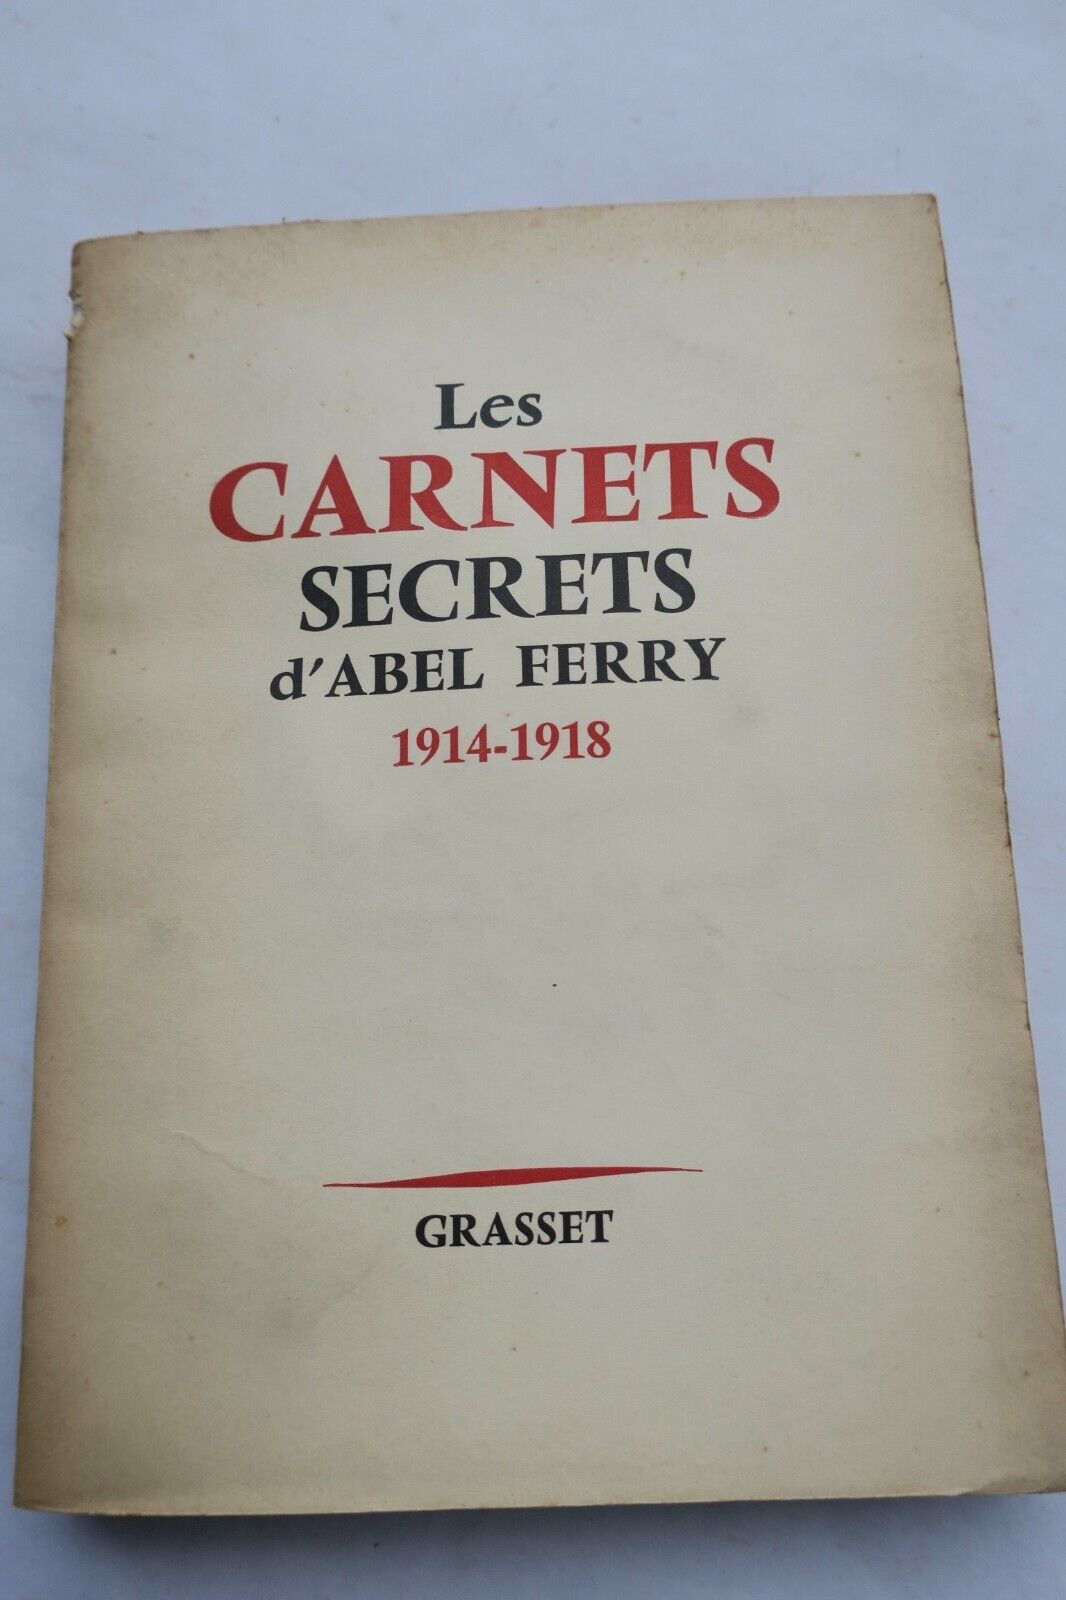 Les
CARNETS
SECRETS
d'ABEL FERRY
1914-1918
GRASSET